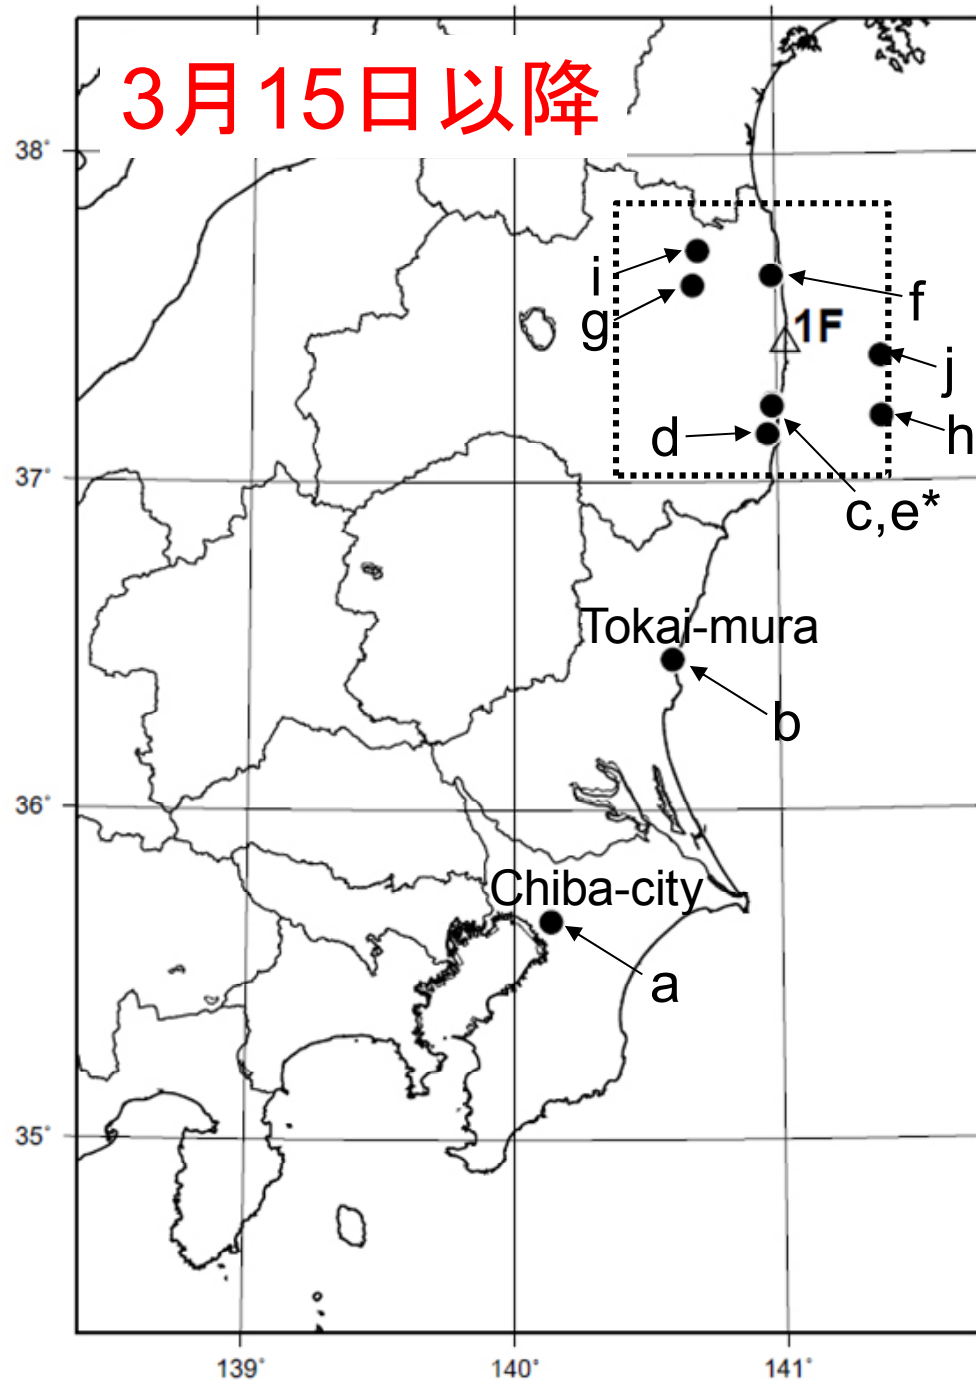 3月15日以降
38°
i
f
g
1F
j
d
h
37°
c,e*
Tokai-mura
b
36°
Chiba-city
a
35°
139°
140°
141°